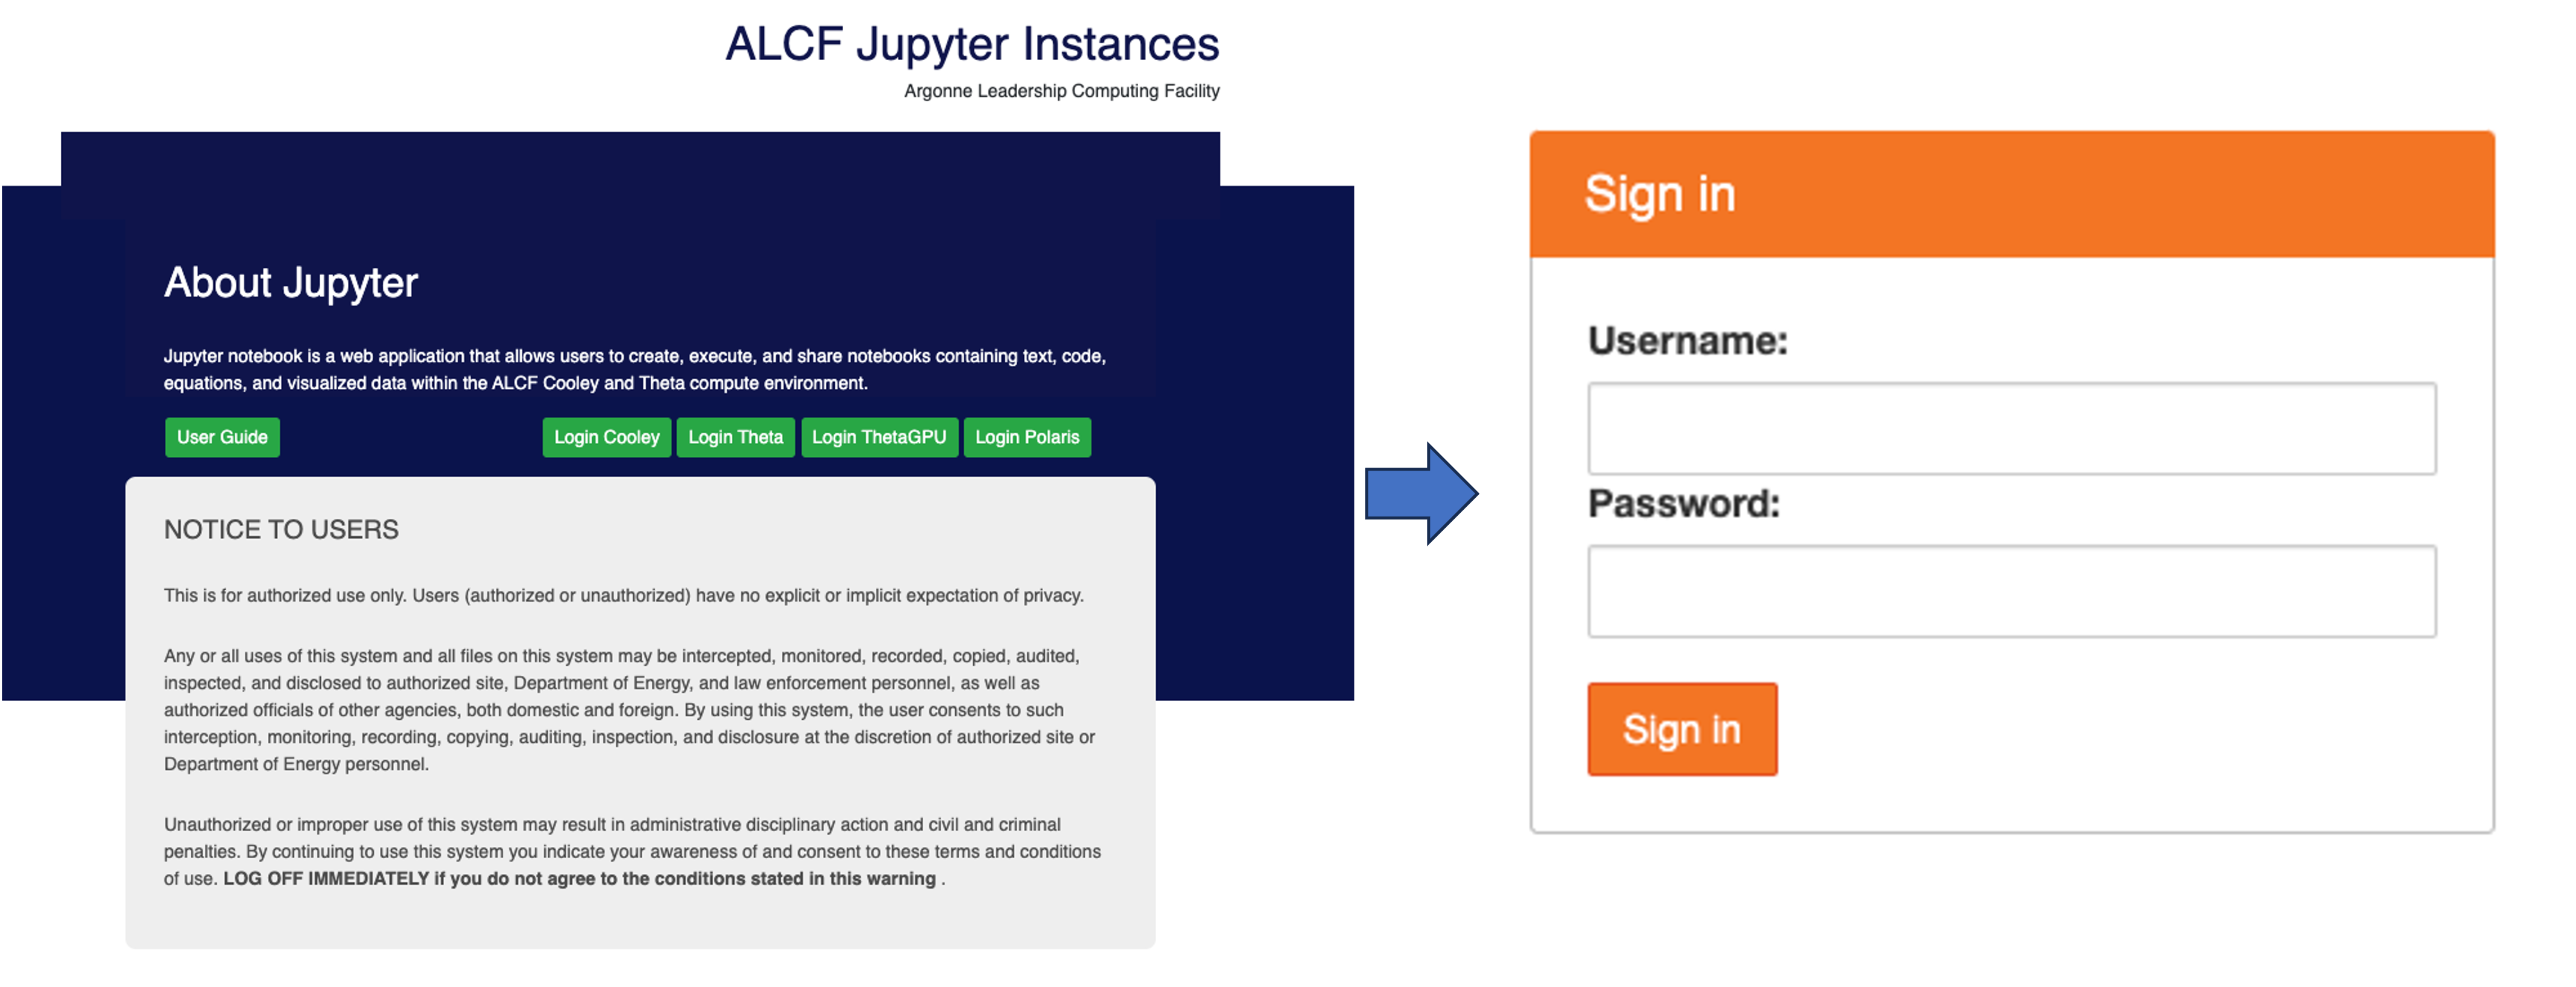 ALCF Jupyter Instances
Argonne Leadership Computing Facility
About Jupyter
Jupyter notebook is a web application that allows users to create, execute, and share notebooks containing text, code,
equations, and visualized data within the ALCF Cooley and Theta compute environment.
User Guide
Login Cooley
Login Theta
Login ThetaGPU
Login Polaris
NOTICE TO USERS
This is for authorized use only. Users (authorized or unauthorized) have no explicit or implicit expectation of privacy.
Any or all uses of this system and all files on this system may be intercepted, monitored, recorded, copied, audited,
inspected, and disclosed to authorized site, Department of Energy, and law enforcement personnel, as well as
authorized officials of other agencies, both domestic and foreign. By using this system, the user consents to such
interception, monitoring, recording, copying, auditing, inspection, and disclosure at the discretion of authorized site or
Department of Energy personnel.
Unauthorized or improper use of this system may result in administrative disciplinary action and civil and criminal
penalties. By continuing to use this system you indicate your awareness of and consent to these terms and conditions
of use. LOG OFF IMMEDIATELY if you do not agree to the conditions stated in this warning .
Sign in
Username:
Password:
Sign in